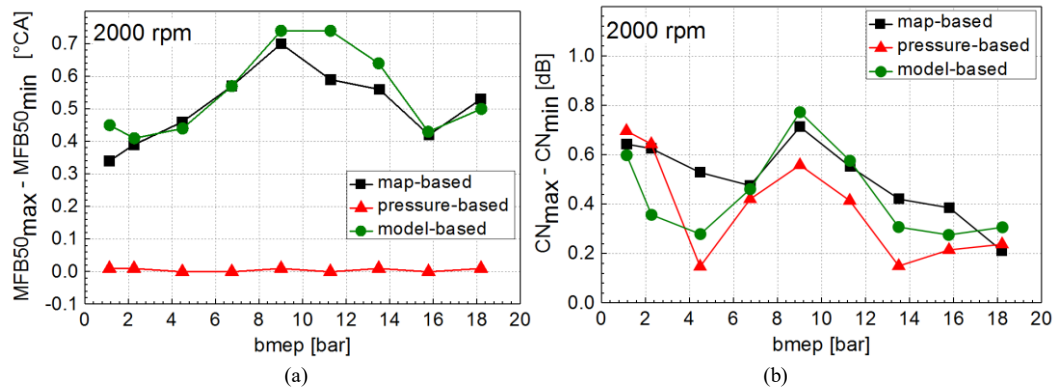 2000 rpm
MFB50max - MFB50min [°CA]
0.7
0.6
0.5
0.4
0.3
0.2
0.1
0.0
-0.1
map-based
pressure-based
model-based
0 2 4 6 8 10 12 14 16 18 20
bmep [bar]
(a)
2000 rpm
map-based
pressure-based
model-based
CNmax - CNmin [dB]
1.0
0.8
0.6
0.4
0.2
0.0
0 2 4 6 8 10 12 14 16 18 20
bmep [bar]
(b)